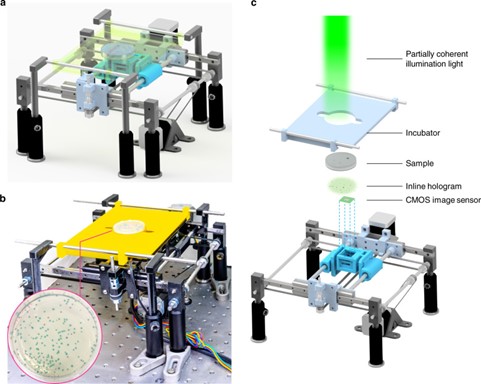 a
c
Partially coherent
illumination light
Incubator
Sample
Inline hologram
CMOS image sensor
b